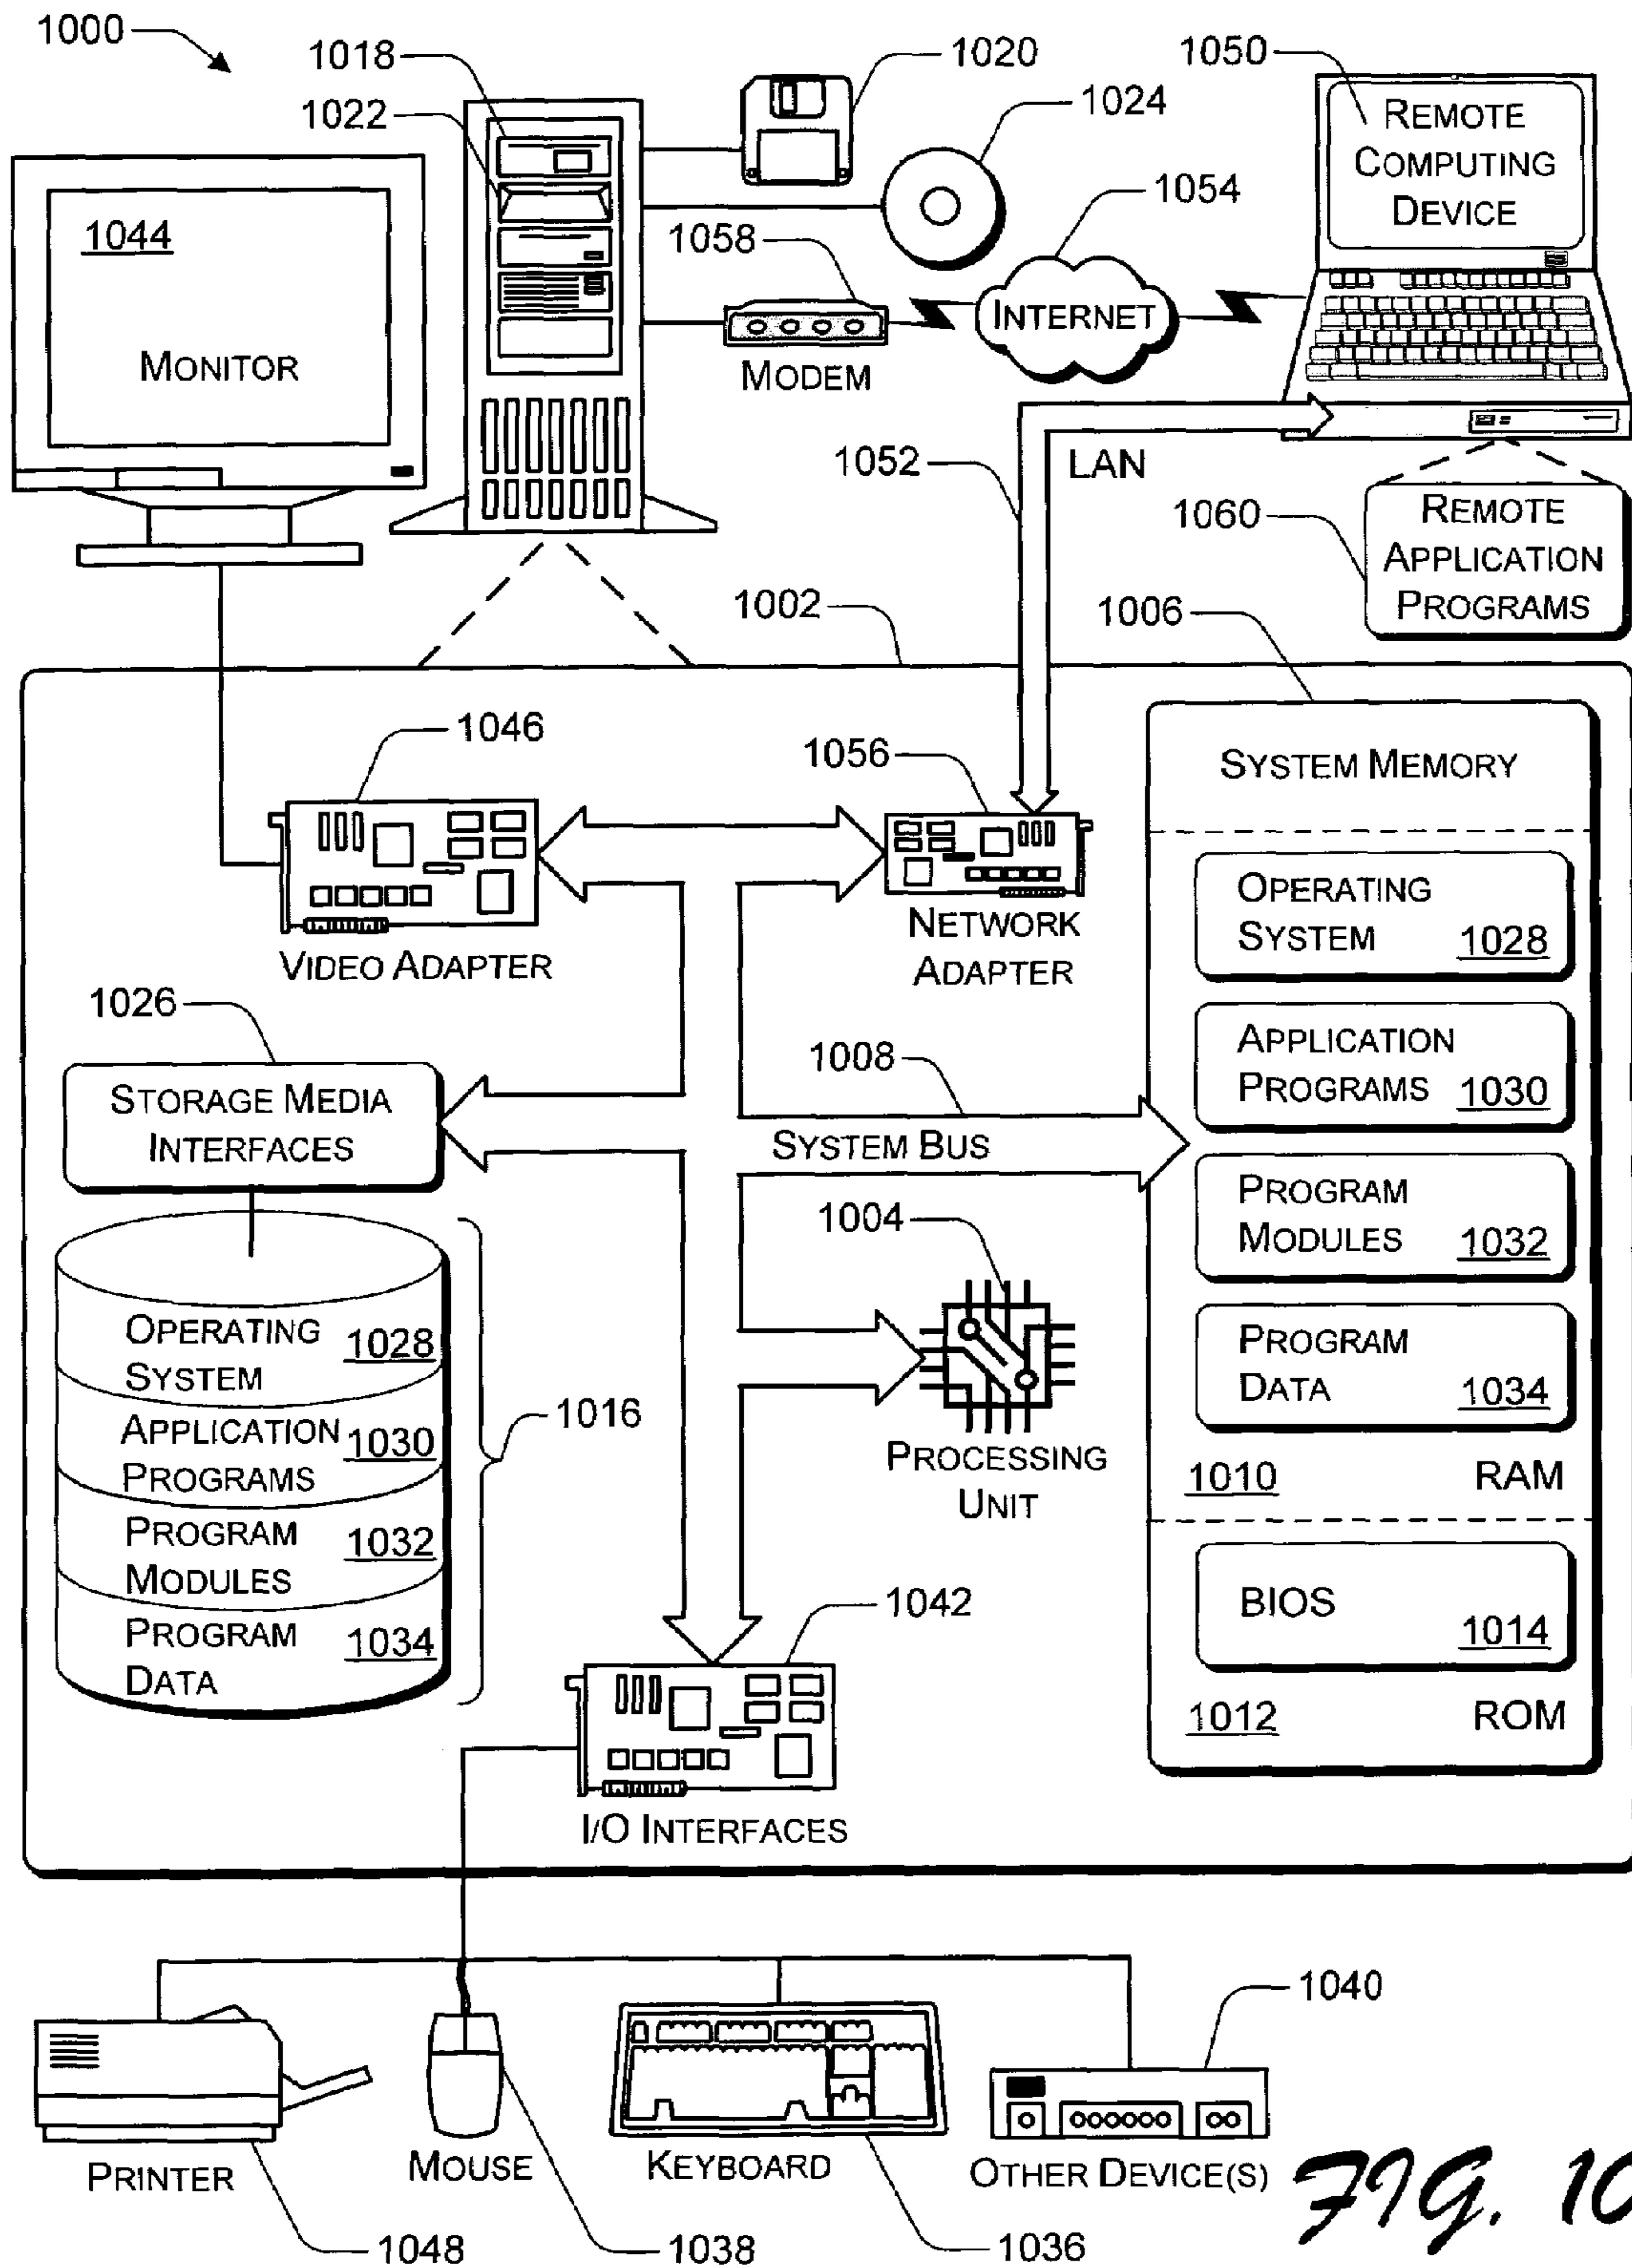 1000
1018
1022
1020
1024
1050
REMOTE
COMPUTING
DEVICE
1054
1058
1044
MONITOR
INTERNET
MODEM
1052
LAN
1060
REMOTE
APPLICATION
PROGRAMS
1002
1006
1046
1056
SYSTEM MEMORY
VIDEO ADAPTER
NETWORK
ADAPTER
OPERATING
SYSTEM 1028
1026
STORAGE MEDIA
INTERFACES
1008
SYSTEM BUS
APPLICATION
PROGRAMS 1030
PROGRAM
MODULES 1032
1004
PROCESSING
UNIT
PROGRAM
DATA 1034
1010 RAM
OPERATING
SYSTEM 1028
APPLICATION
PROGRAMS 1030
PROGRAM
MODULES 1032
PROGRAM
DATA 1034
1016
BIOS
1014
1012 ROM
1042
I/O INTERFACES
1040
PRINTER
MOUSE
KEYBOARD
OTHER DEVICE(S)
1048
1038
1036
FIG. 10